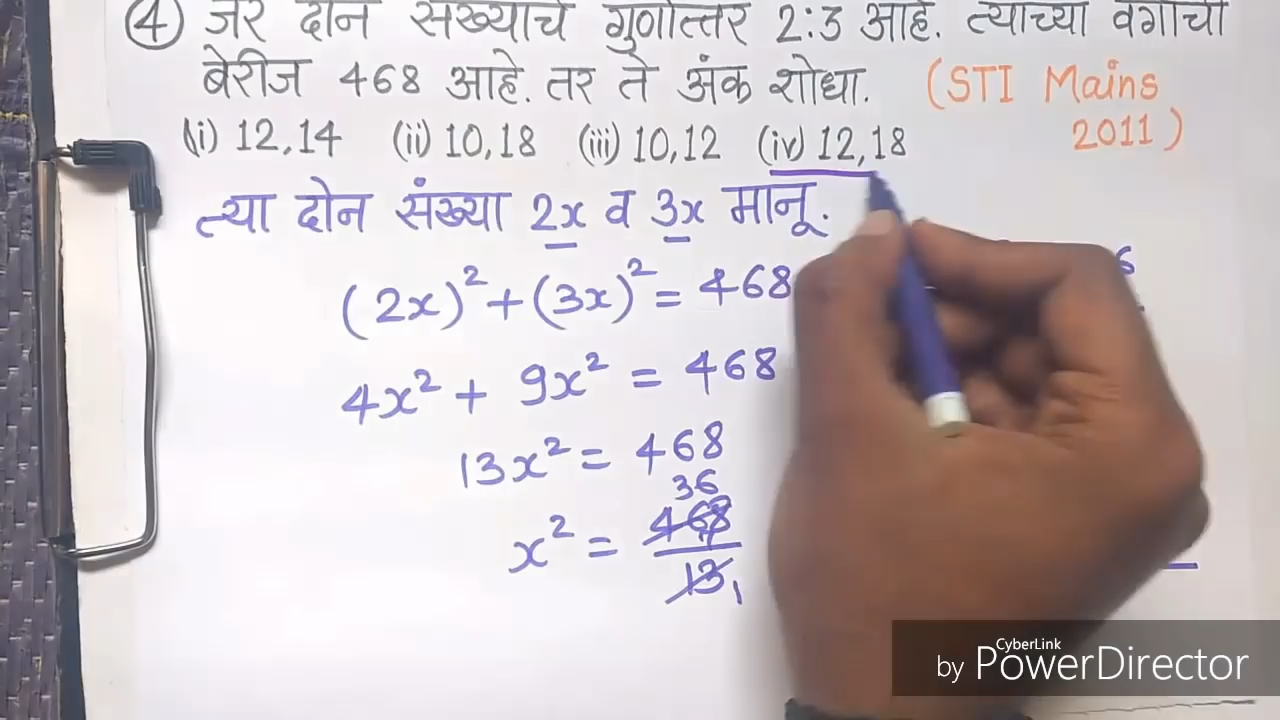 ④ जर दोन संख्यांचे गुणोत्तर 2:3 आहे. त्यांच्या वर्गाची
बेरीज 468 आहे. तर ते अंक शोधा. (STI Mains
2011)
(i) 12,14 (ii) 10,18 (iii) 10,12 (iv) 12,18
त्या दोन संख्या 2x व 3x मानू.
(2x)² + (3x)² = 468
4x² + 9x² = 468
13x² = 468
36
x² = 468
13 1
6
CyberLink
by PowerDirector